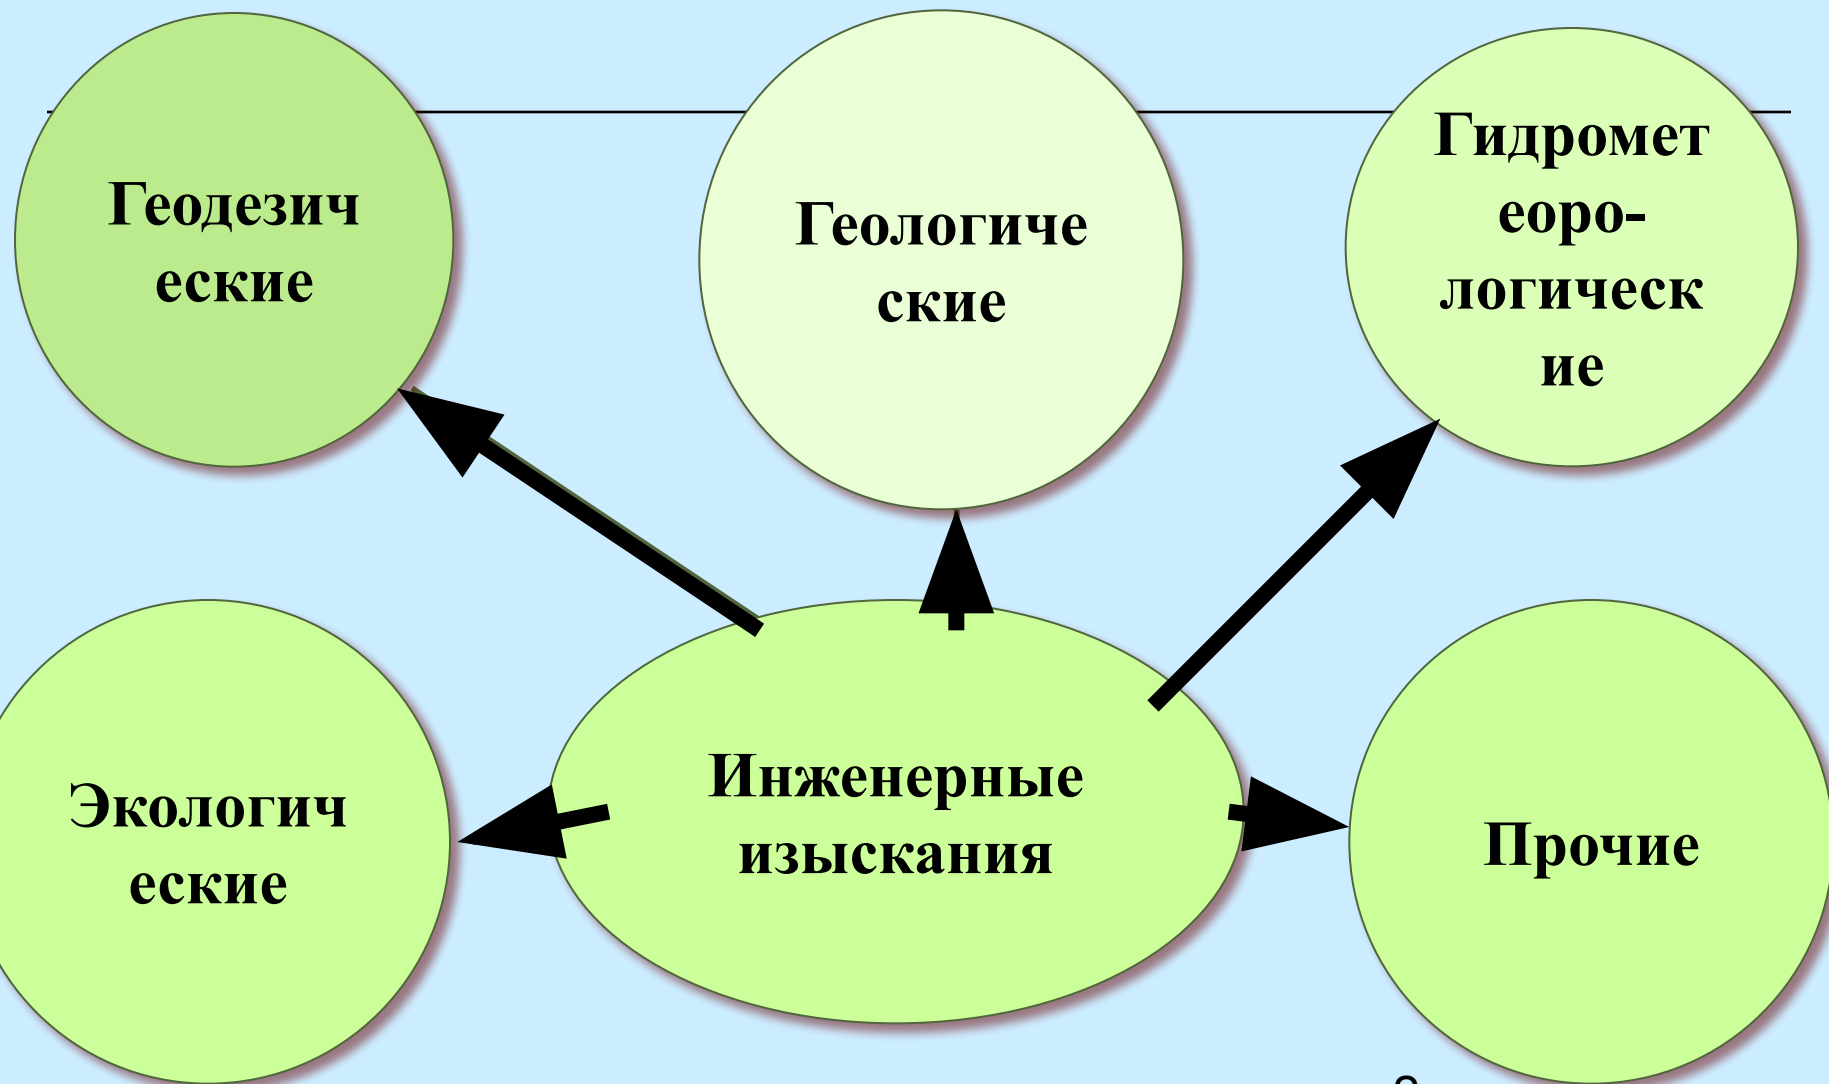 Геодезич
еские
Геологиче
ские
Гидромет
еоро-
логическ
ие
Экологич
еские
Инженерные
изыскания
Прочие